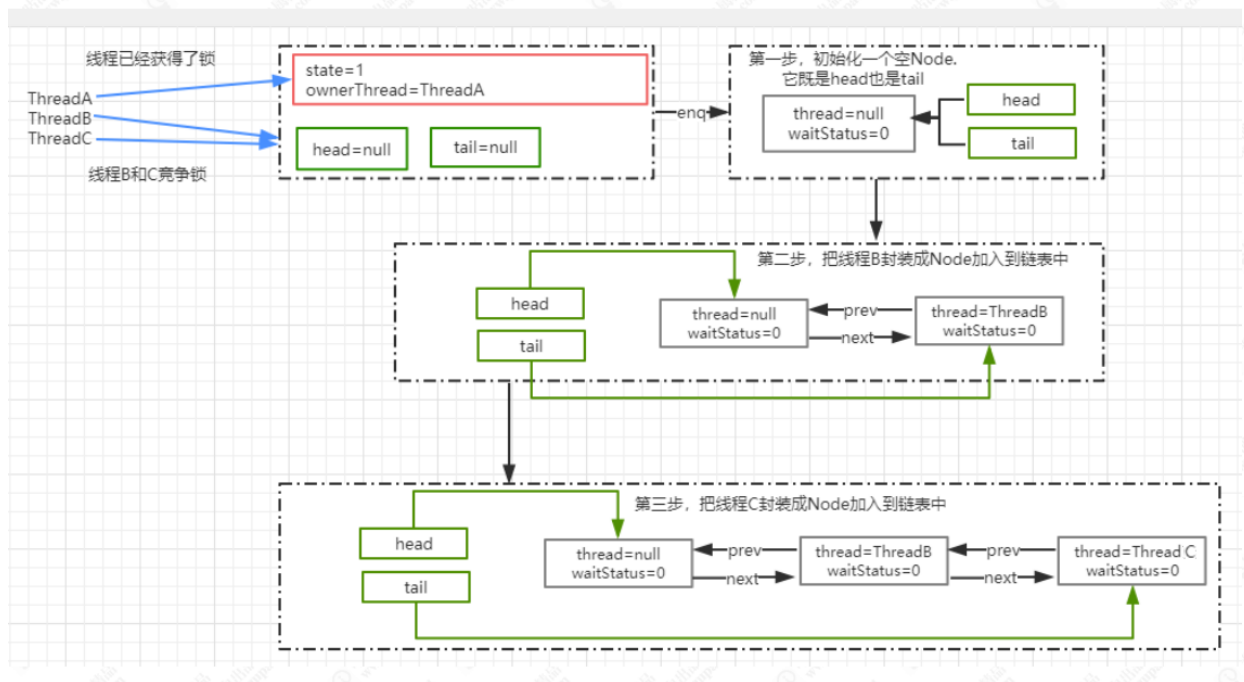 线程已经获得了锁
ThreadA
ThreadB
ThreadC
线程B和C竞争锁
state=1
ownerThread=ThreadA
head=null
tail=null
enq
第一步，初始化一个空Node.
它既是head也是tail
thread=null
waitStatus=0
head
tail
第二步，把线程B封装成Node加入到链表中
head
tail
thread=null
waitStatus=0
prev
next
thread=ThreadB
waitStatus=0
第三步，把线程C封装成Node加入到链表中
head
tail
thread=null
waitStatus=0
prev
next
thread=ThreadB
waitStatus=0
prev
next
thread=Thread C
waitStatus=0